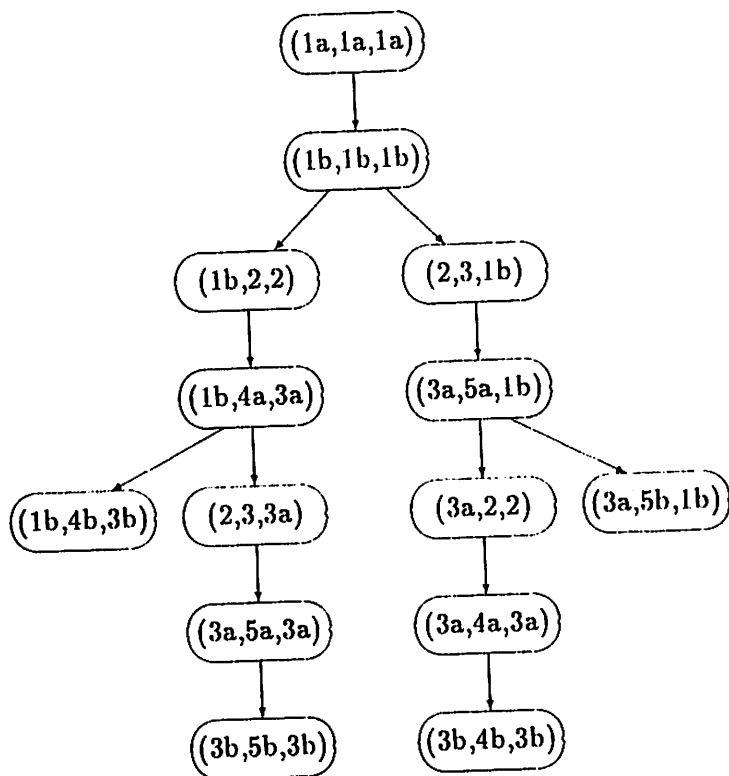 (1a,1a,1a)
(1b,1b,1b)
(1b,2,2) (2,3,1b)
(1b,4a,3a) (3a,5a,1b)
(1b,4b,3b) (2,3,3a) (3a,2,2) (3a,5b,1b)
(3a,5a,3a) (3a,4a,3a)
(3b,5b,3b) (3b,4b,3b)